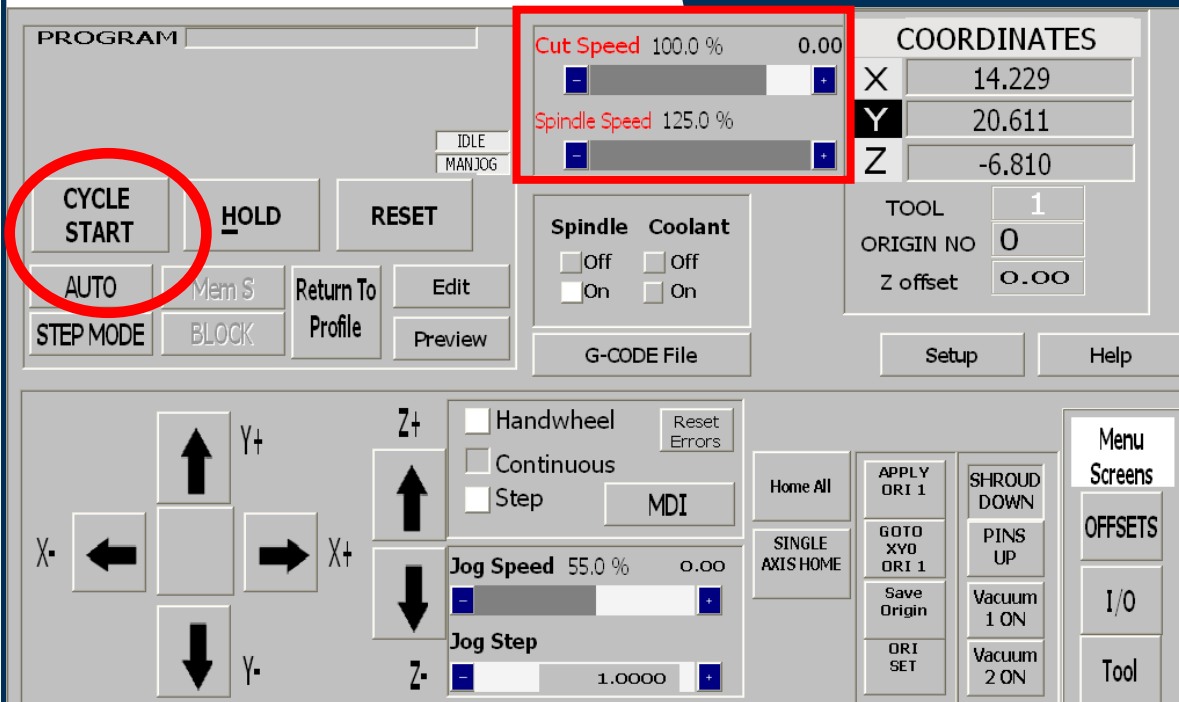 PROGRAM
IDLE
MANJOG
CYCLE
START
HOLD
RESET
AUTO
Mem S
Return To
Profile
Edit
STEP MODE
BLOCK
Preview
Cut Speed 100.0 % 0.00
- +
Spindle Speed 125.0 %
- +
Spindle Coolant
Off Off
On On
G-CODE File
COORDINATES
X 14.229
Y 20.611
Z -6.810
TOOL 1
ORIGIN NO 0
Z offset 0.00
Setup
Help
Y+
X-
X+
Y-
Z+
Z-
Handwheel
Reset
Errors
Continuous
Step
MDI
Jog Speed 55.0 % 0.00
- +
Jog Step
- 1.0000 +
Home All
SINGLE
AXIS HOME
APPLY
ORI 1
GOTO
XY0
ORI 1
Save
Origin
ORI
SET
SHROUD
DOWN
PINS
UP
Vacuum
1 ON
Vacuum
2 ON
Menu
Screens
OFFSETS
I/O
Tool